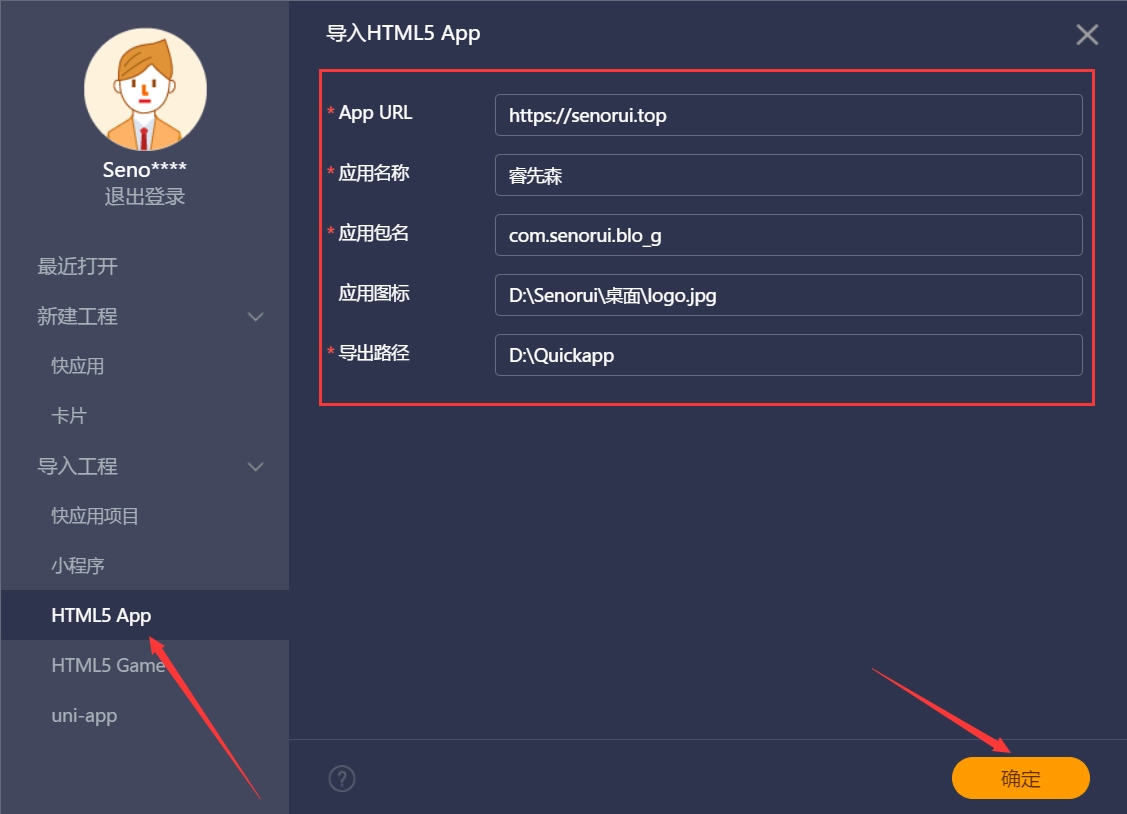 Seno****
退出登录
最近打开
新建工程
快应用
卡片
导入工程
快应用项目
小程序
HTML5 App
HTML5 Game
uni-app
导入HTML5 App
* App URL https://senorui.top
* 应用名称 睿先森
* 应用包名 com.senorui.blo_g
应用图标 D:\Senorui\桌面\logo.jpg
* 导出路径 D:\Quickapp
?
确定